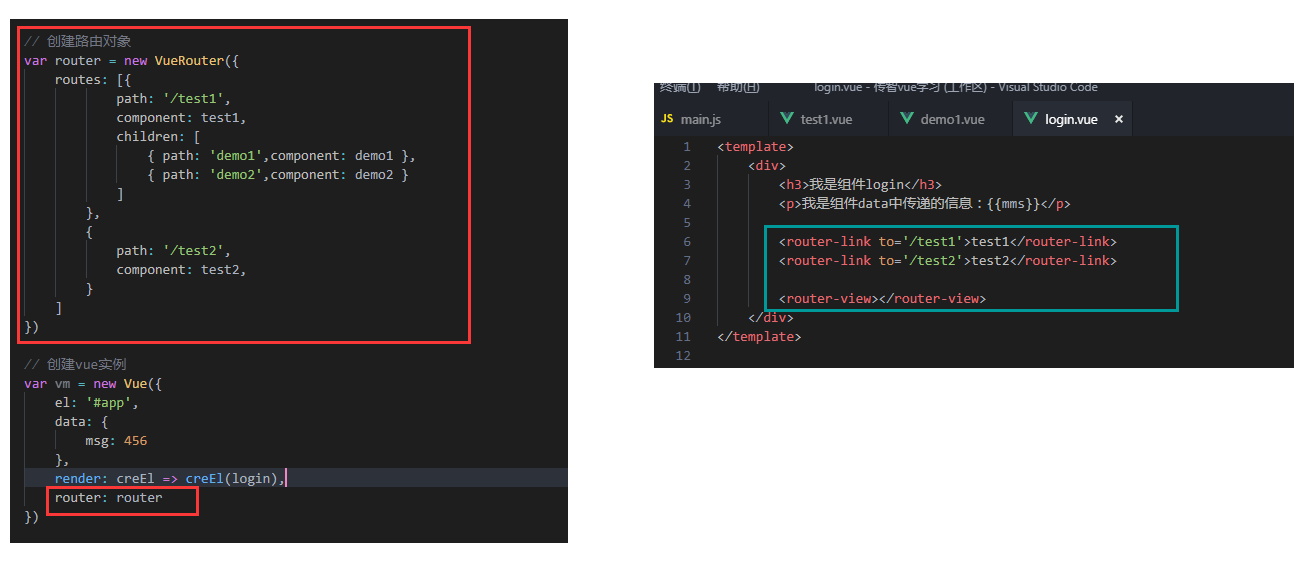 // 创建路由对象
var router = new VueRouter({
    routes: [{
            path: '/test1',
            component: test1,
            children: [
                { path: 'demo1',component: demo1 },
                { path: 'demo2',component: demo2 }
            ]
        },
        {
            path: '/test2',
            component: test2,
        }
    ]
})
// 创建vue实例
var vm = new Vue({
    el: '#app',
    data: {
        msg: 456
    },
    render: creEl => creEl(login),
    router: router
})
终端(T) 帮助(H) login.vue - 传智vue学习 (工作区) - Visual Studio Code
JS main.js test1.vue demo1.vue login.vue ×
1 <template>
2     <div>
3         <h3>我是组件login</h3>
4         <p>我是组件data中传递的信息：{{mms}}</p>
5
6         <router-link to='/test1'>test1</router-link>
7         <router-link to='/test2'>test2</router-link>
8
9         <router-view></router-view>
10     </div>
11 </template>
12